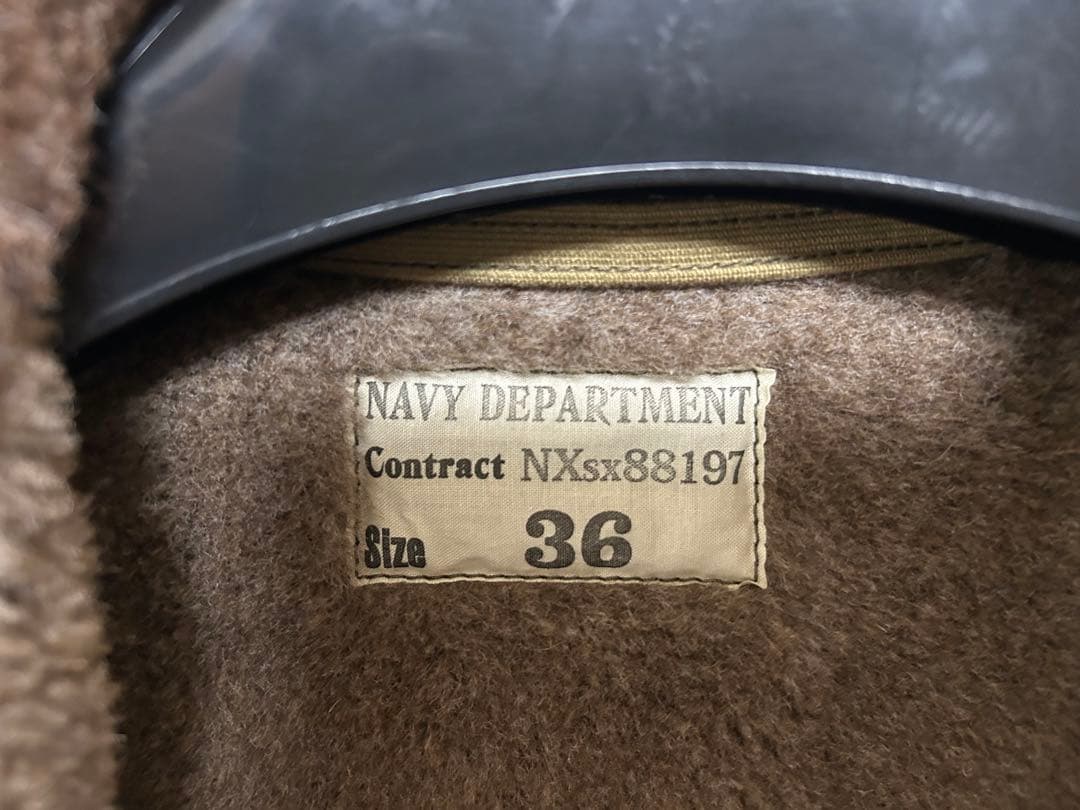 NAVY DEPARTMENT
Contract NXsx88197
Size 36